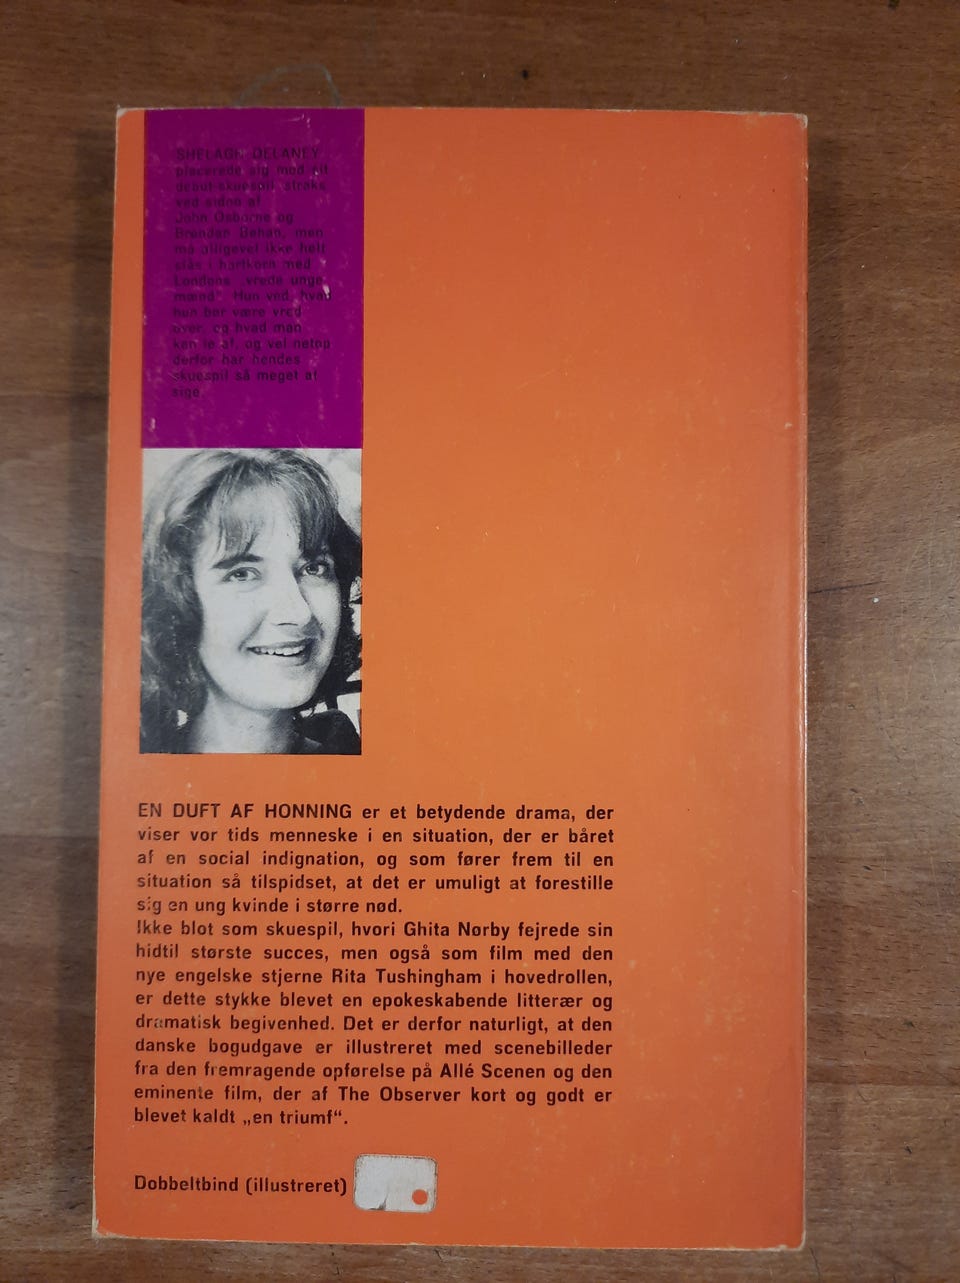 SHELAGH DELANEY
placerede sig med sit
debut-skuespil straks
ved siden af
John Osborne og
Brendan Behan, men
må alligevel ikke helt
slås i hartkorn med
Londons „vrede unge
mænd". Hun ved, hvad
hun bør være vred
over, og hvad man
kan le af, og vel netop
derfor har hendes
skuespil så meget at
sige.
EN DUFT AF HONNING er et betydende drama, der
viser vor tids menneske i en situation, der er båret
af en social indignation, og som fører frem til en
situation så tilspidset, at det er umuligt at forestille
sig en ung kvinde i større nød.
Ikke blot som skuespil, hvori Ghita Nørby fejrede sin
hidtil største succes, men også som film med den
nye engelske stjerne Rita Tushingham i hovedrollen,
er dette stykke blevet en epokeskabende litterær og
dramatisk begivenhed. Det er derfor naturligt, at den
danske bogudgave er illustreret med scenebilleder
fra den fremragende opførelse på Allé Scenen og den
eminente film, der af The Observer kort og godt er
blevet kaldt „en triumf“.
Dobbeltbind (illustreret)